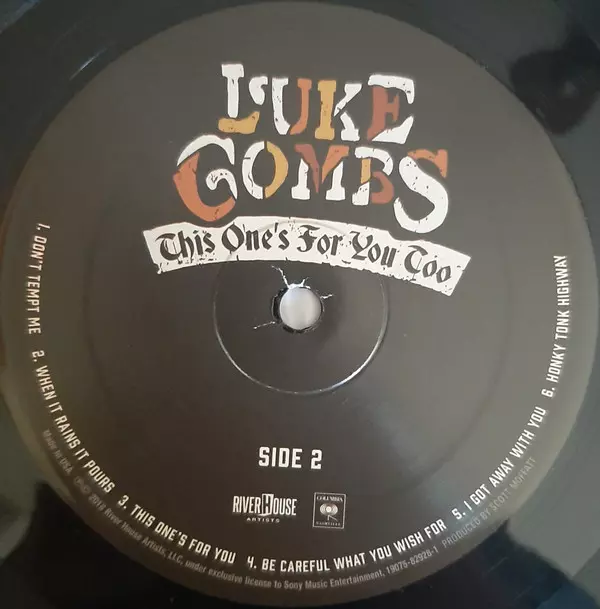 LUKE
COMBS
This One's For You Too
SIDE 2
RIVER HOUSE
ARTISTS
COLUMBIA
NASHVILLE
1. DON'T TEMPT ME 2. WHEN IT RAINS IT POURS 3. THIS ONE'S FOR YOU 4. BE CAREFUL WHAT YOU WISH FOR 5. I GOT AWAY WITH YOU 6. HONKY TONK HIGHWAY
PRODUCED BY SCOTT MOFFATT
Made in USA ℗© 2018 River House Artists, LLC, under exclusive license to Sony Music Entertainment, 19075-82928-1